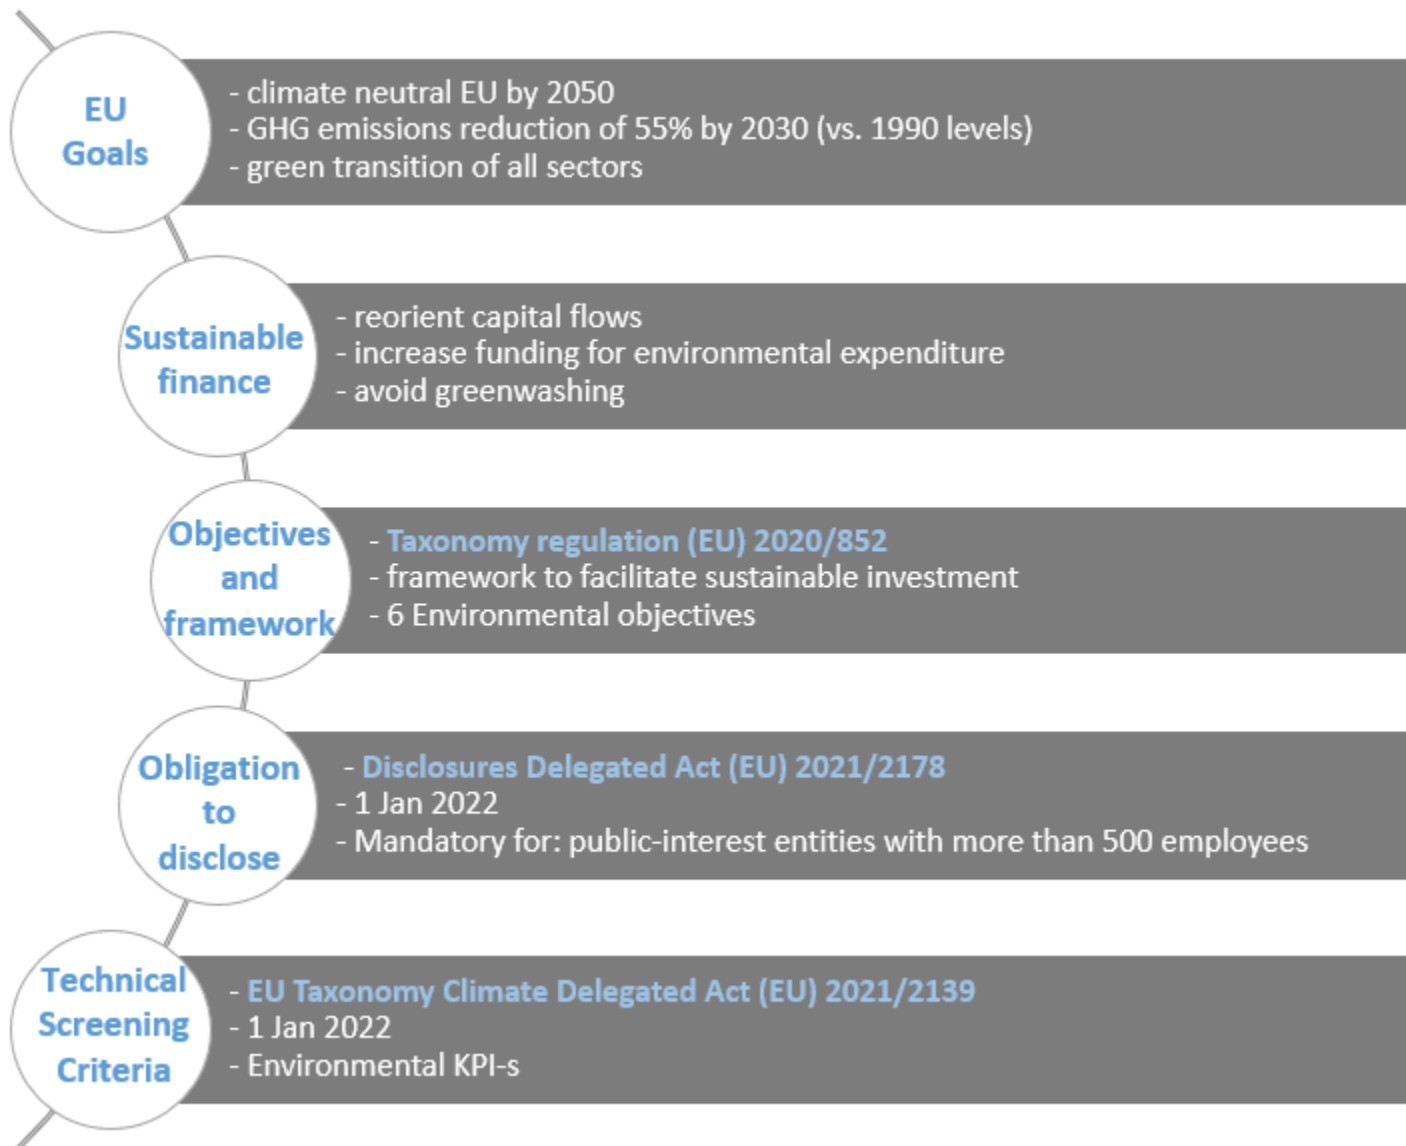 EU
Goals
- climate neutral EU by 2050
- GHG emissions reduction of 55% by 2030 (vs. 1990 levels)
- green transition of all sectors
Sustainable
finance
- reorient capital flows
- increase funding for environmental expenditure
- avoid greenwashing
Objectives
and
framework
- Taxonomy regulation (EU) 2020/852
- framework to facilitate sustainable investment
- 6 Environmental objectives
Obligation
to
disclose
- Disclosures Delegated Act (EU) 2021/2178
- 1 Jan 2022
- Mandatory for: public-interest entities with more than 500 employees
Technical
Screening
Criteria
- EU Taxonomy Climate Delegated Act (EU) 2021/2139
- 1 Jan 2022
- Environmental KPI-s